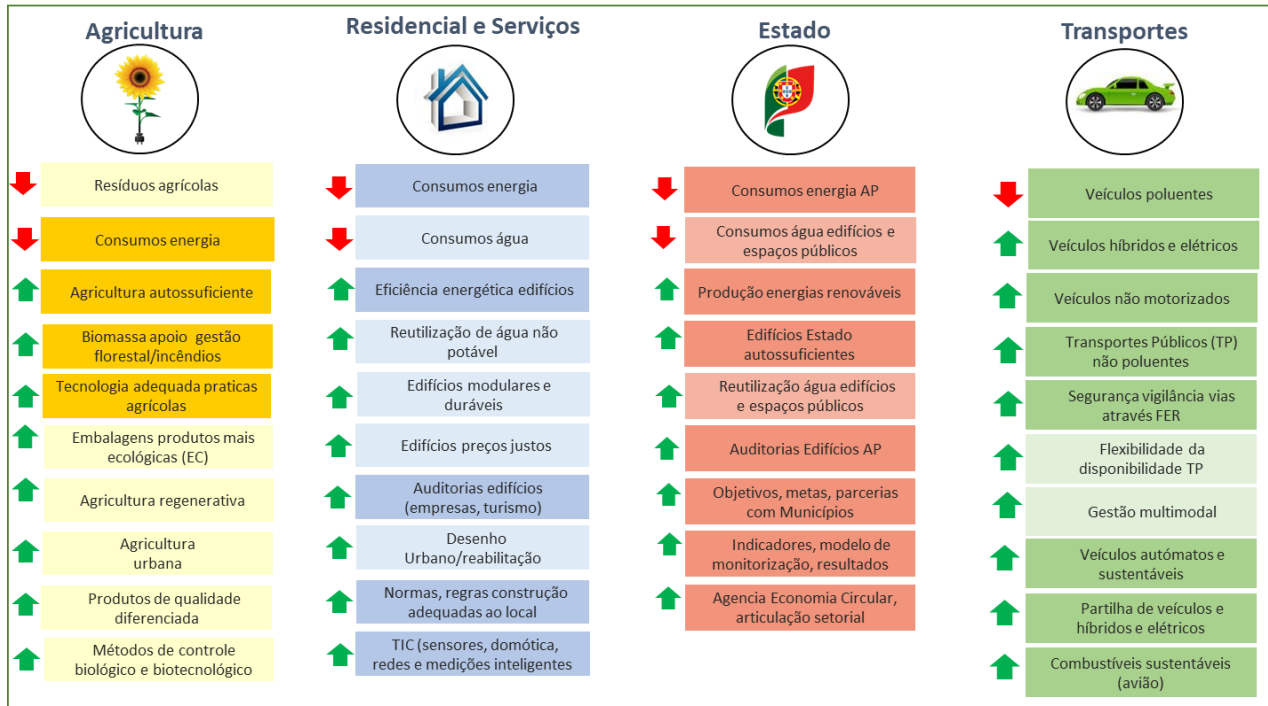 Agricultura
Resíduos agrícolas
Consumos energia
Agricultura autossuficiente
Biomassa apoio gestão
florestal/incêndios
Tecnologia adequada praticas
agrícolas
Embalagens produtos mais
ecológicas (EC)
Agricultura regenerativa
Agricultura
urbana
Produtos de qualidade
diferenciada
Métodos de controle
biológico e biotecnológico
Residencial e Serviços
Consumos energia
Consumos água
Eficiência energética edifícios
Reutilização de água não
potável
Edifícios modulares e
duráveis
Edifícios preços justos
Auditorias edifícios
(empresas, turismo)
Desenho
Urbano/reabilitação
Normas, regras construção
adequadas ao local
TIC (sensores, domótica,
redes e medições inteligentes
Estado
Consumos energia AP
Consumos água edifícios e
espaços públicos
Produção energias renováveis
Edifícios Estado
autossuficientes
Reutilização água edifícios
e espaços públicos
Auditorias Edifícios AP
Objetivos, metas, parcerias
com Municípios
Indicadores, modelo de
monitorização, resultados
Agencia Economia Circular,
articulação setorial
Transportes
Veículos poluentes
Veículos híbridos e elétricos
Veículos não motorizados
Transportes Públicos (TP)
não poluentes
Segurança vigilância vias
através FER
Flexibilidade da
disponibilidade TP
Gestão multimodal
Veículos autómatos e
sustentáveis
Partilha de veículos e
híbridos e elétricos
Combustíveis sustentáveis
(avião)